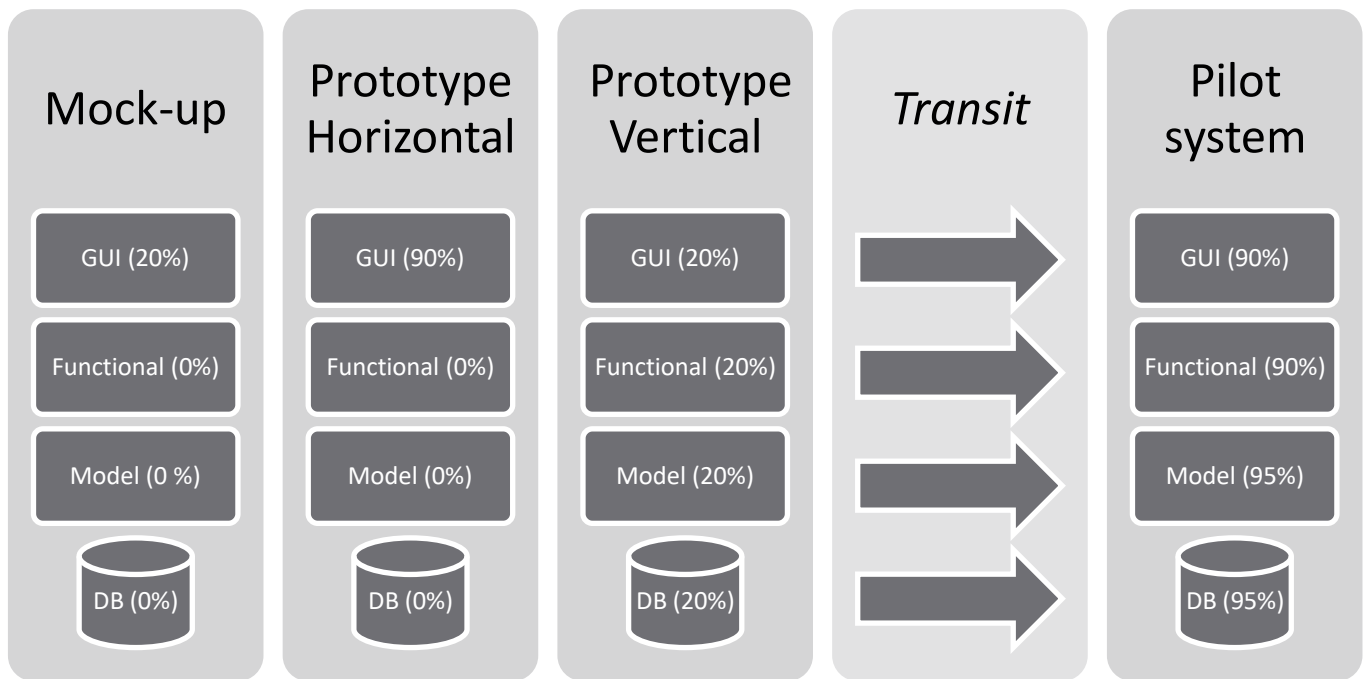 Mock-up
GUI (20%)
Functional (0%)
Model (0 %)
DB (0%)
Prototype
Horizontal
GUI (90%)
Functional (0%)
Model (0%)
DB (0%)
Prototype
Vertical
GUI (20%)
Functional (20%)
Model (20%)
DB (20%)
Transit
Pilot
system
GUI (90%)
Functional (90%)
Model (95%)
DB (95%)